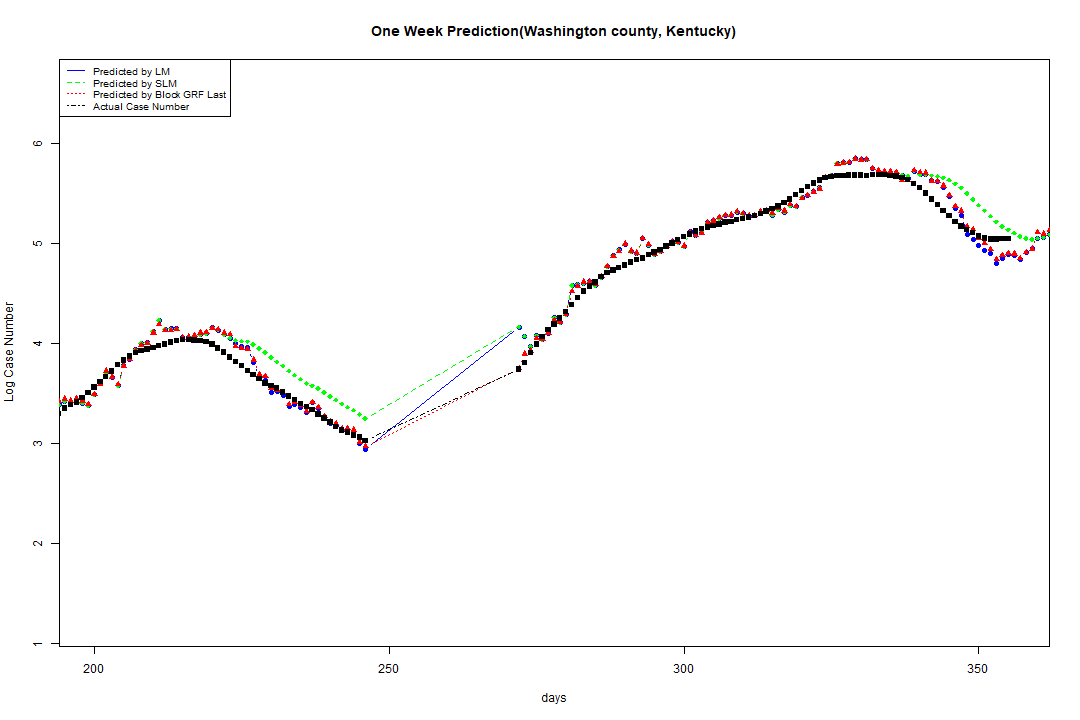 One Week Prediction(Washington county, Kentucky)
Predicted by LM
Predicted by SLM
Predicted by Block GRF Last
Actual Case Number
6
5
4
3
2
1
Log Case Number
200
250
300
350
days